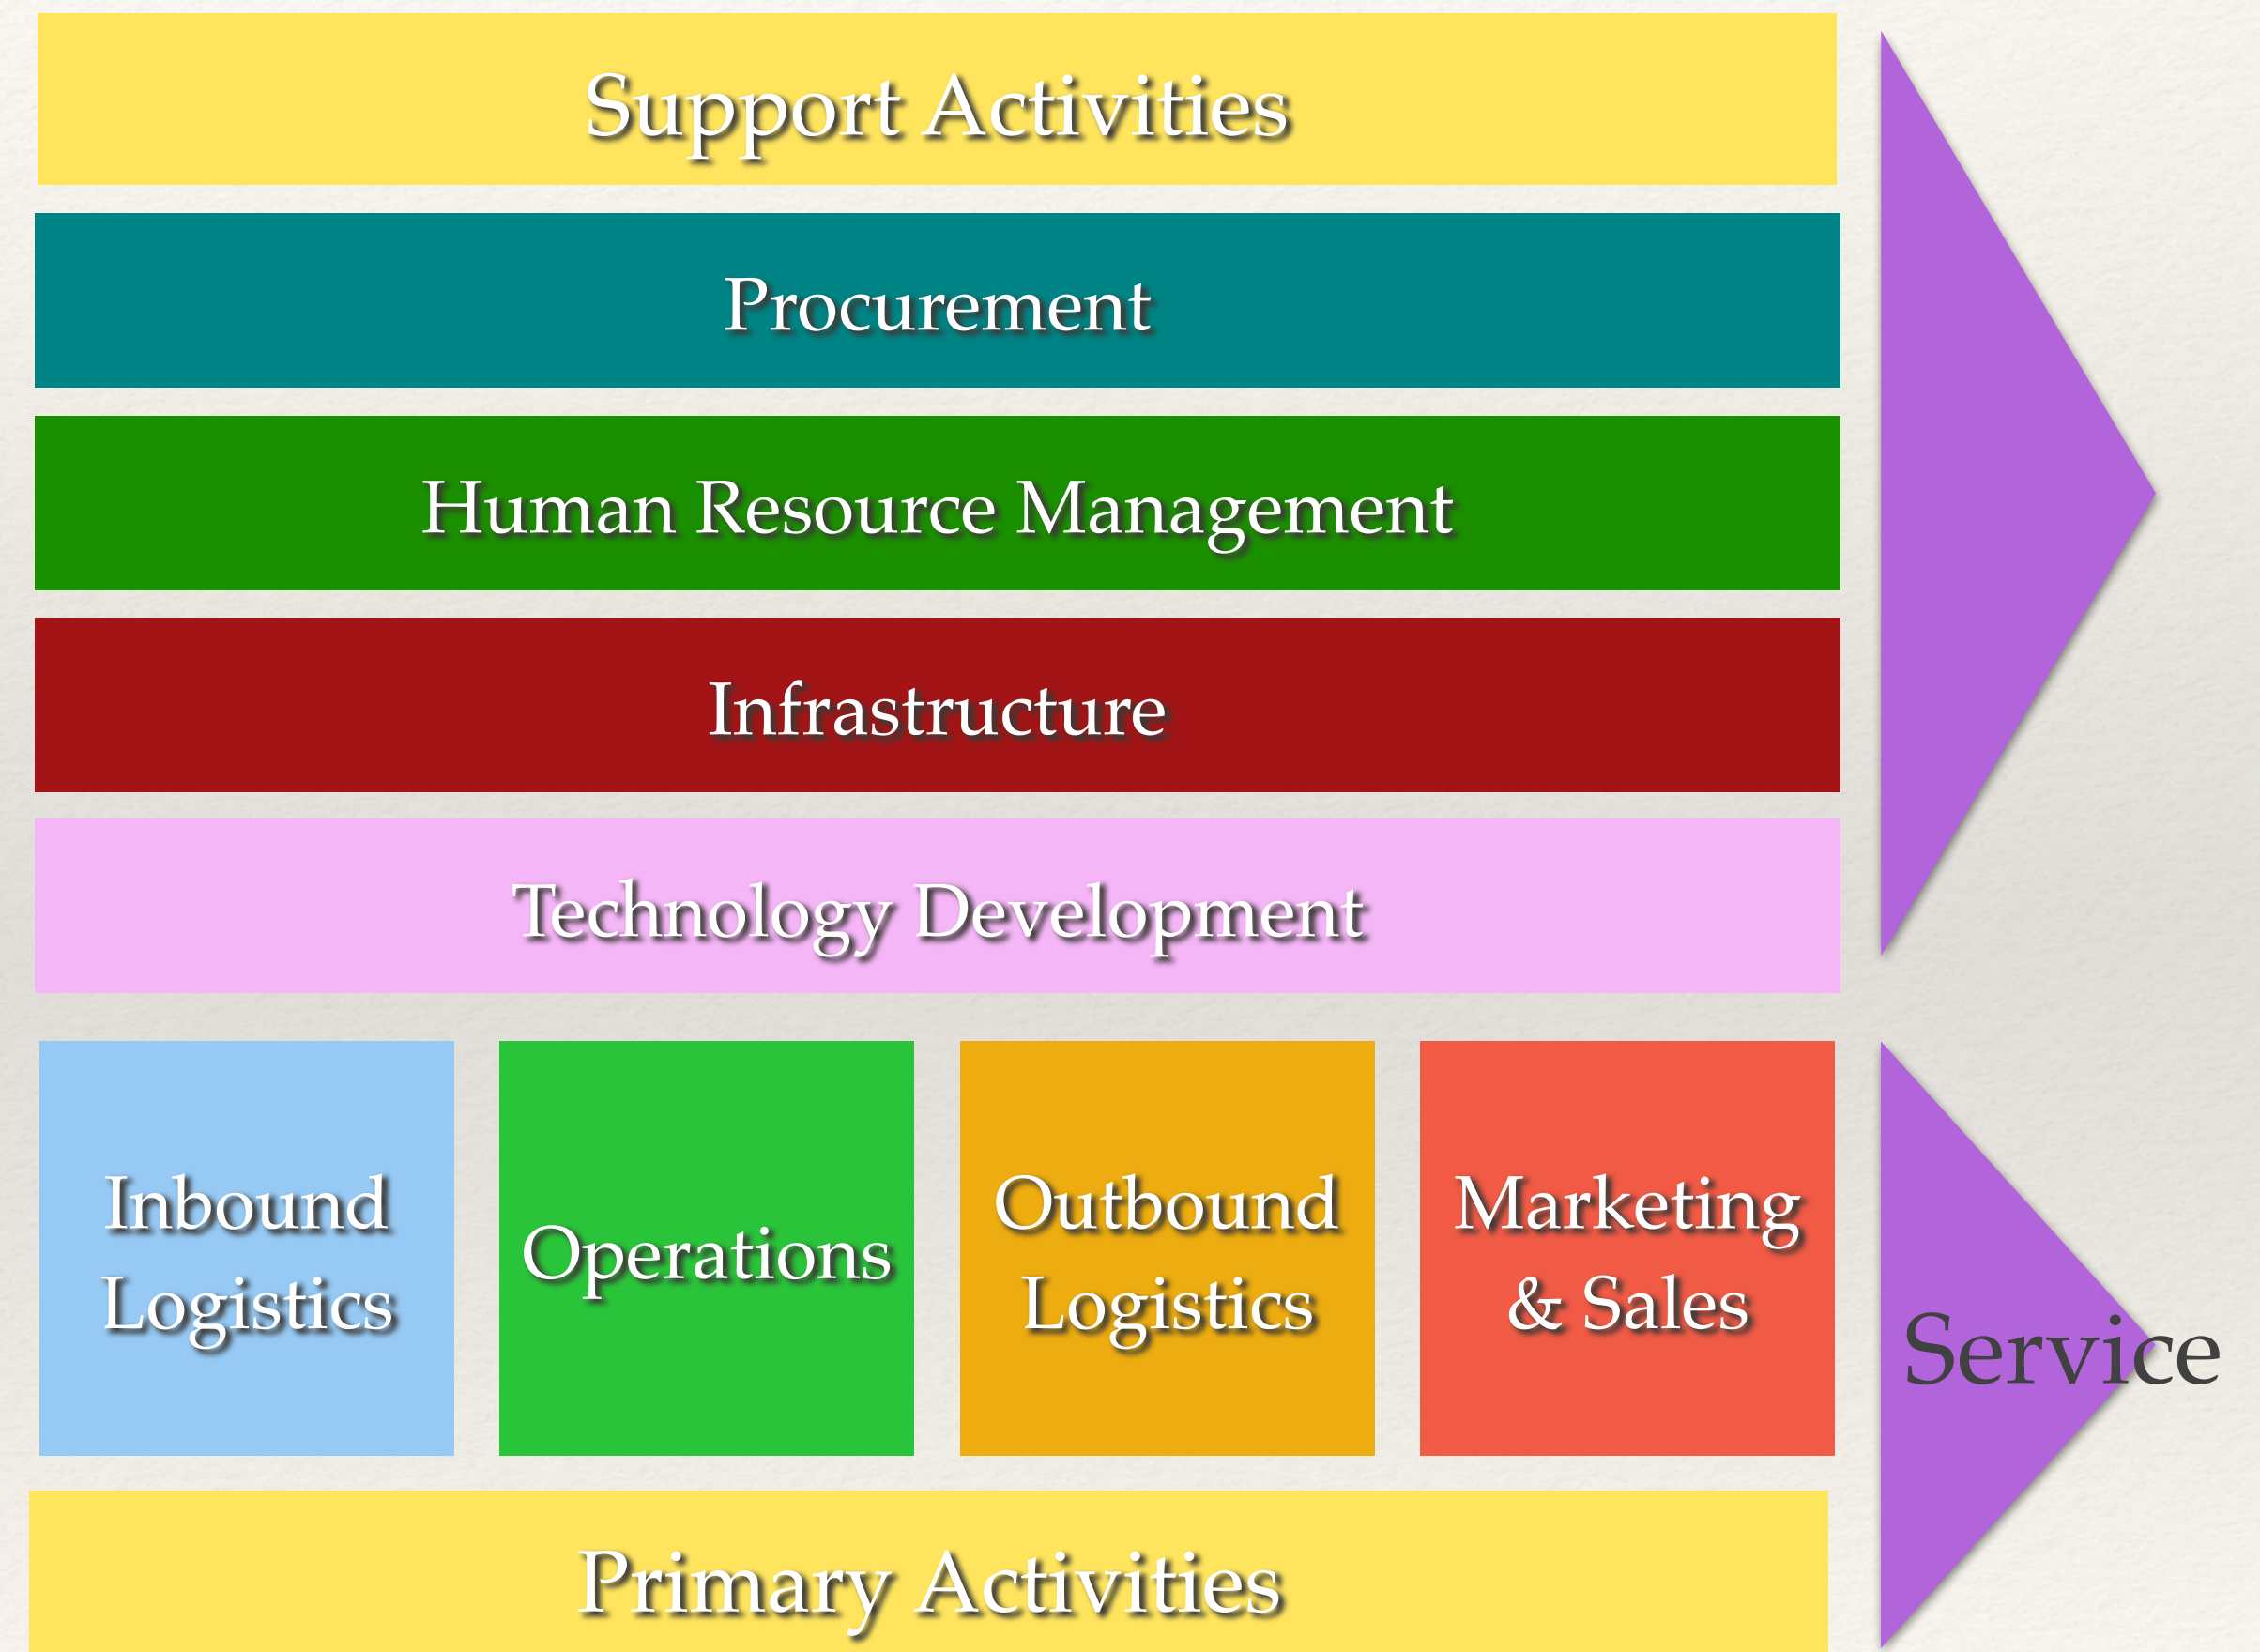 Support Activities
Procurement
Human Resource Management
Infrastructure
Technology Development
Inbound
Logistics
Operations
Outbound
Logistics
Marketing
& Sales
Service
Primary Activities